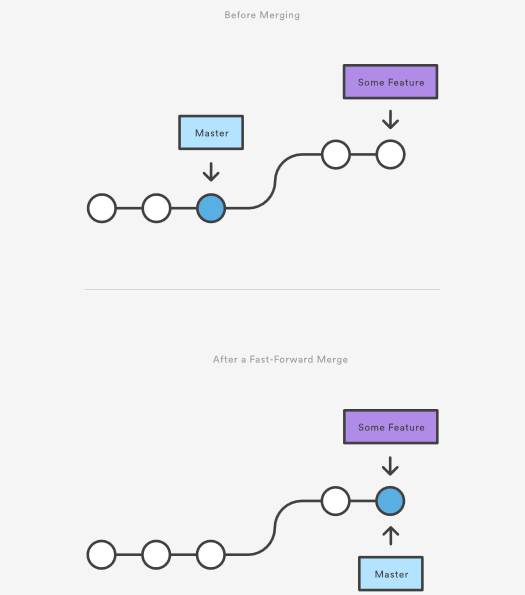 Before Merging
Some Feature
Master
After a Fast-Forward Merge
Some Feature
Master